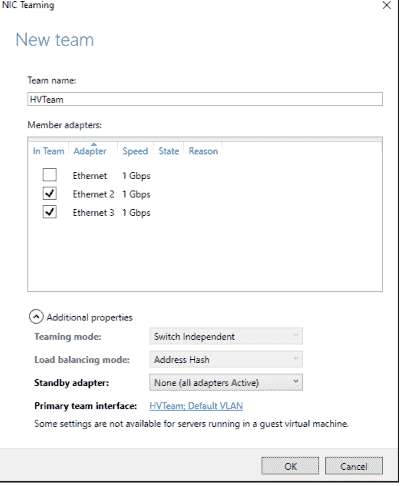 NIC Teaming
New team
Team name:
HVTeam
Member adapters:
In Team Adapter Speed State Reason
Ethernet 1 Gbps
Ethernet 2 1 Gbps
Ethernet 3 1 Gbps
Additional properties
Teaming mode: Switch Independent
Load balancing mode: Address Hash
Standby adapter: None (all adapters Active)
Primary team interface: HVTeam; Default VLAN
Some settings are not available for servers running in a guest virtual machine.
OK Cancel